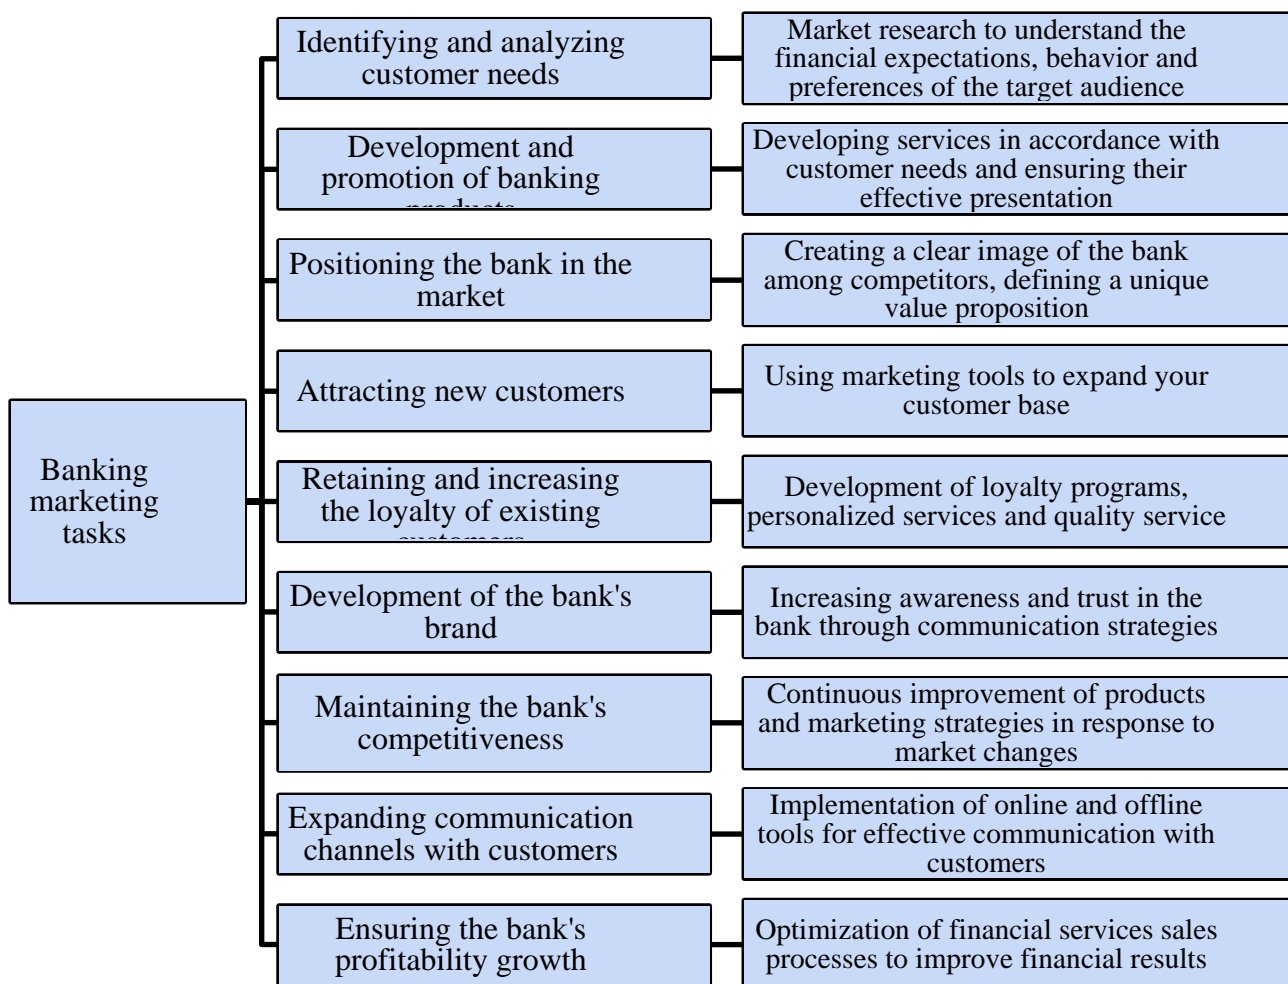 Identifying and analyzing
customer needs
Market research to understand the
financial expectations, behavior and
preferences of the target audience
Development and
promotion of banking
products
Developing services in accordance with
customer needs and ensuring their
effective presentation
Positioning the bank in the
market
Creating a clear image of the bank
among competitors, defining a unique
value proposition
Attracting new customers
Using marketing tools to expand your
customer base
Banking
marketing
tasks
Retaining and increasing
the loyalty of existing
customers
Development of loyalty programs,
personalized services and quality service
Development of the bank's
brand
Increasing awareness and trust in the
bank through communication strategies
Maintaining the bank's
competitiveness
Continuous improvement of products
and marketing strategies in response to
market changes
Expanding communication
channels with customers
Implementation of online and offline
tools for effective communication with
customers
Ensuring the bank's
profitability growth
Optimization of financial services sales
processes to improve financial results